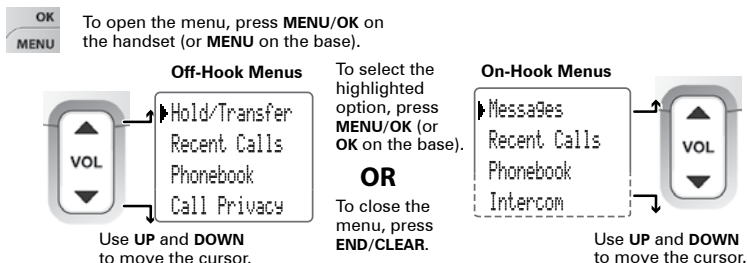 OK
MENU
To open the menu, press MENU/OK on
the handset (or MENU on the base).
Off-Hook Menus
VOL
Hold/Transfer
Recent Calls
Phonebook
Call Privacy
Use UP and DOWN
to move the cursor.
To select the
highlighted
option, press
MENU/OK (or
OK on the base).
OR
To close the
menu, press
END/CLEAR.
On-Hook Menus
Messages
Recent Calls
Phonebook
Intercom
VOL
Use UP and DOWN
to move the cursor.